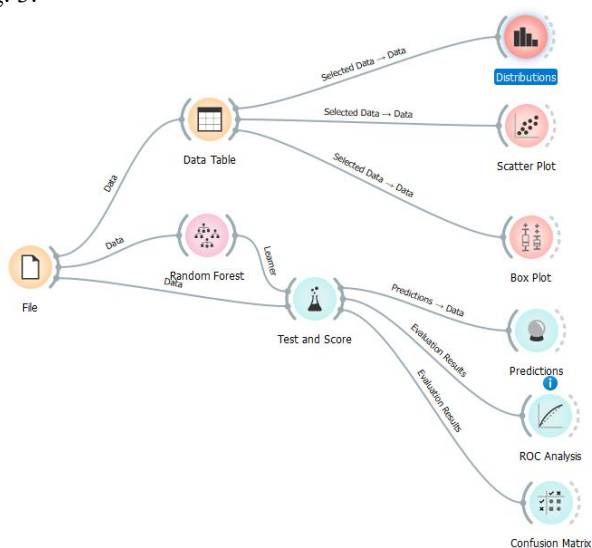 Selected Data → Data
Distributions
Selected Data → Data
Data Table
Scatter Plot
Data
Selected Data → Data
Data
Random Forest
Learner
Box Plot
Data
File
Test and Score
Predictions → Data
Predictions
Evaluation Results
Evaluation Results
ROC Analysis
Confusion Matrix